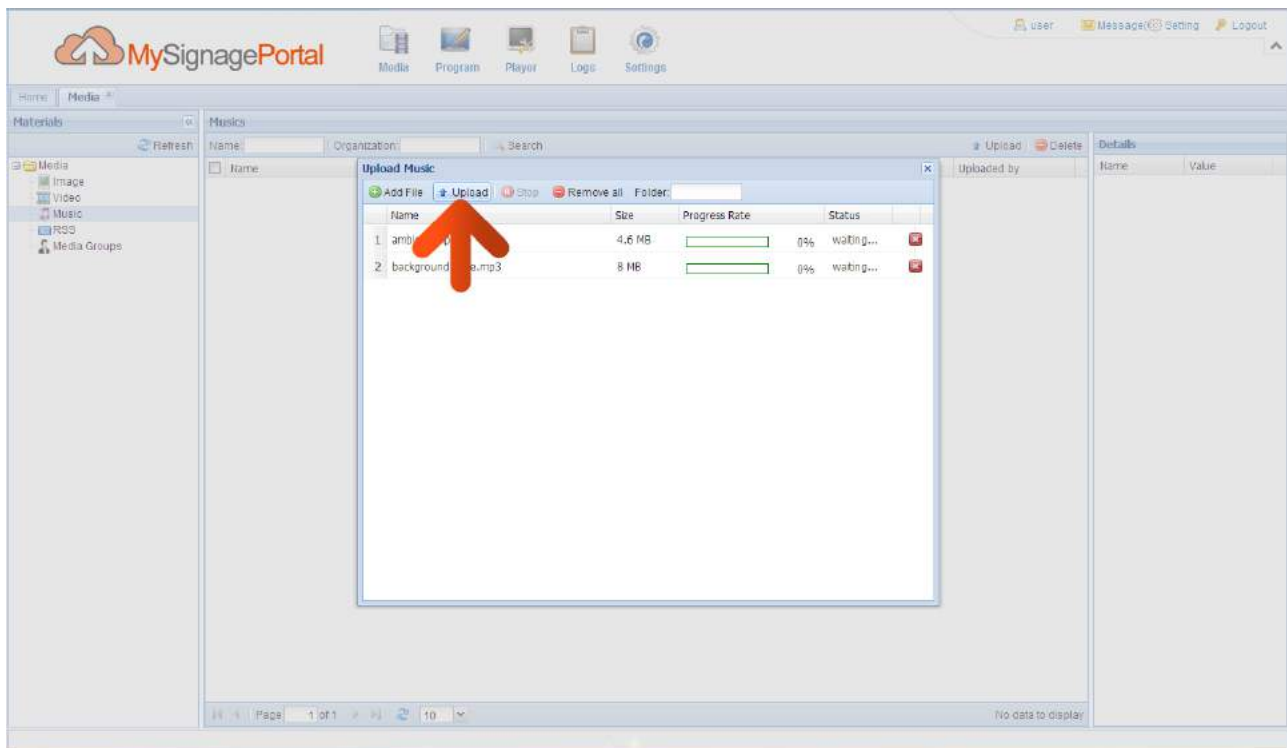 user Message( Setting Logout
MySignagePortal
Media Program Player Logs Settings
Home Media
Materials Musics
Refresh Name: Organization: Search Upload Delete Details
Media Name Uploaded by Name Value
Image
Video
Music
RSS
Media Groups
Upload Music
Add File Upload Stop Remove all Folder:
Name Size Progress Rate Status
1 4.6 MB 0% waiting...
2 background .mp3 8 MB 0% waiting...
Page 1 of 1 10 No data to display